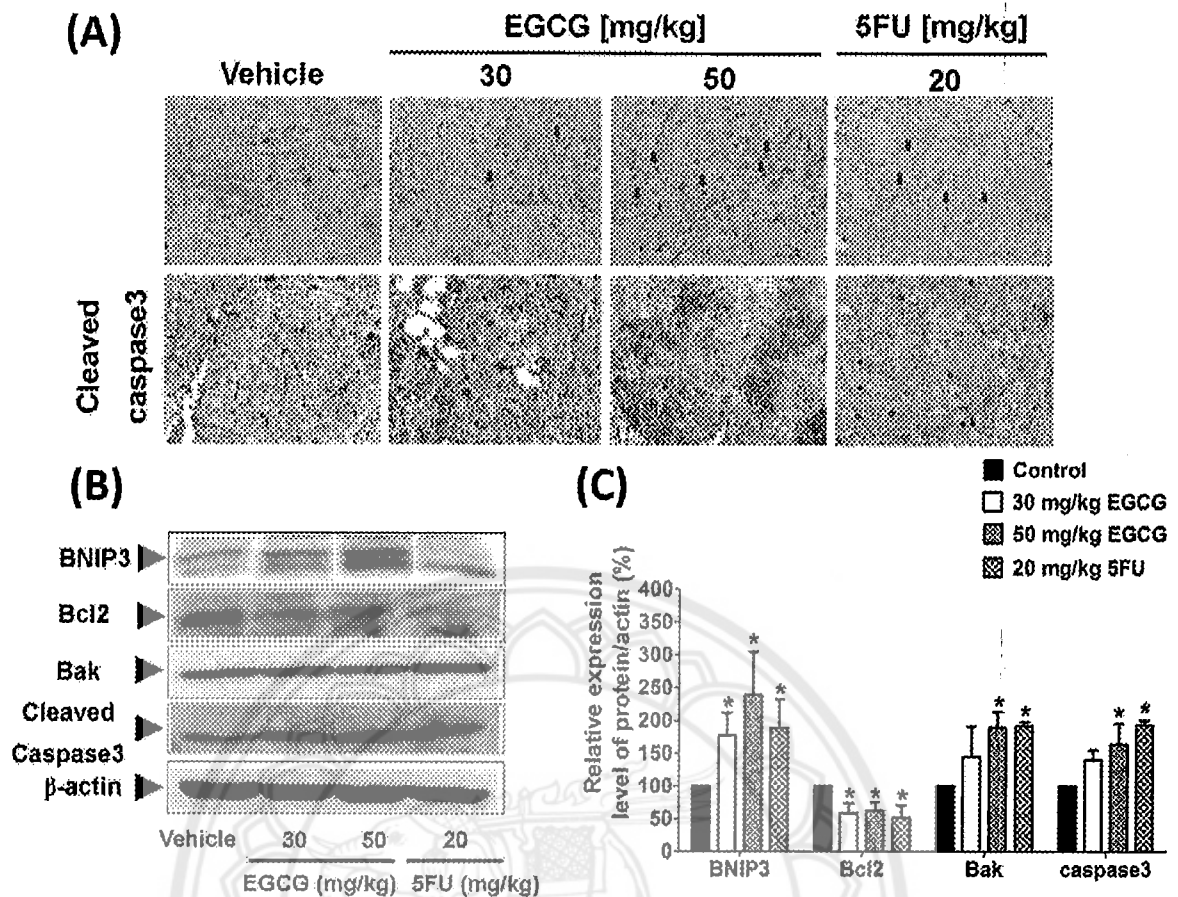 (A)
EGCG [mg/kg] 5FU [mg/kg]
Vehicle 30 50 20
Cleaved
caspase3
(B)
BNIP3
Bcl2
Bak
Cleaved
Caspase3
β-actin
Vehicle 30 50 20
EGCG (mg/kg) 5FU (mg/kg)
(C)
Control
30 mg/kg EGCG
50 mg/kg EGCG
20 mg/kg 5FU
Relative expression
level of protein/actin (%)
400
350
300
250
200
150
100
50
0
* * *
* * *
* *
* *
BNIP3 Bcl2 Bak caspase3